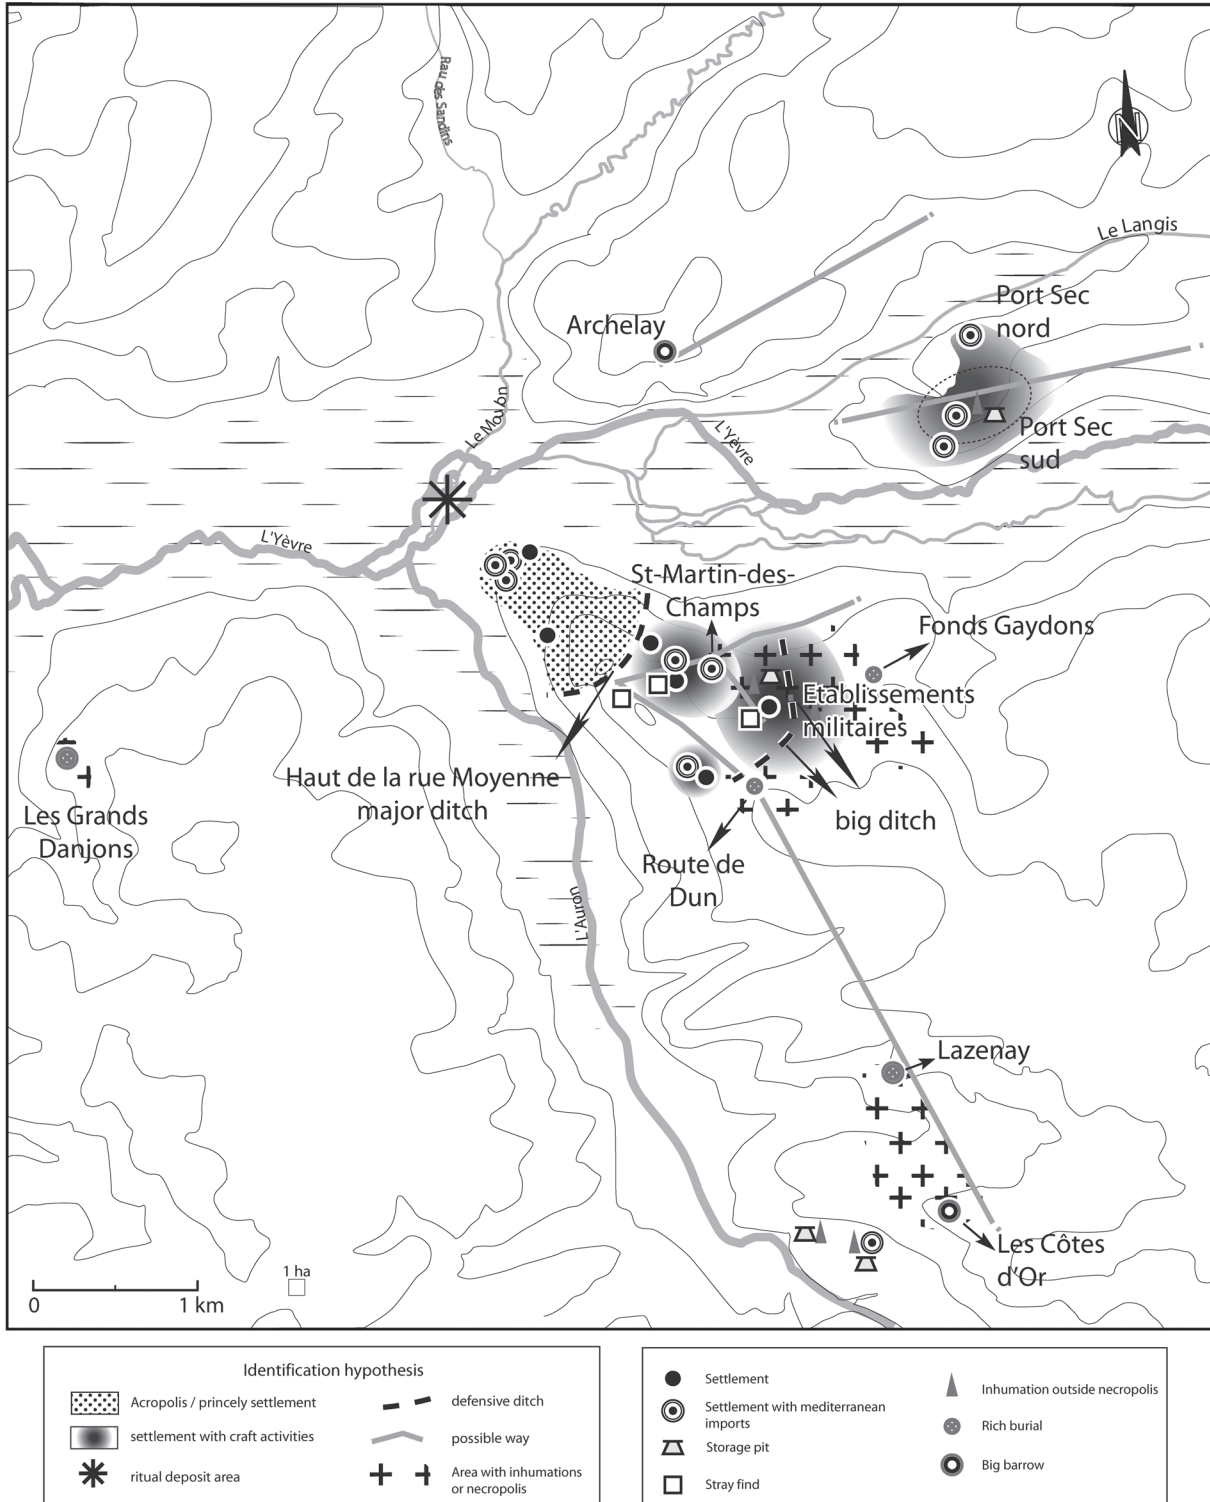 Rau des Sandins
N
Le Langis
Port Sec
nord
Archelay
Le Moulon
L'Yèvre
Port Sec
sud
L'Yèvre
St-Martin-des-
Champs
Fonds Gaydons
Etablissements
militaires
Haut de la rue Moyenne
major ditch
Les Grands
Danjons
big ditch
Route de
Dun
L'Auron
Lazenay
Les Côtes
d'Or
1 ha
0
1 km
Identification hypothesis
Acropolis / princely settlement
defensive ditch
settlement with craft activities
possible way
ritual deposit area
Area with inhumations
or necropolis
Settlement
Settlement with mediterranean
imports
Storage pit
Stray find
Inhumation outside necropolis
Rich burial
Big barrow